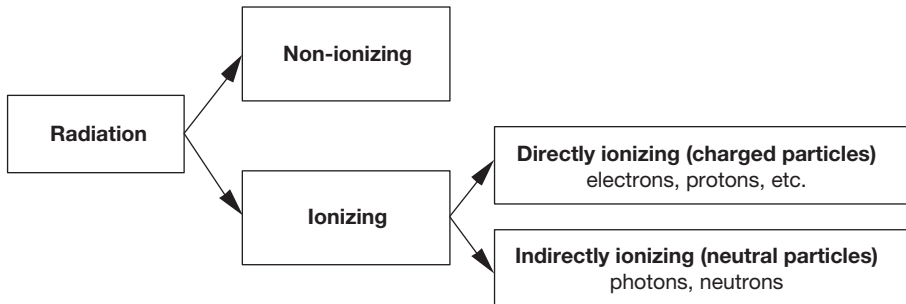 Non-ionizing
Radiation
Directly ionizing (charged particles)
electrons, protons, etc.
Ionizing
Indirectly ionizing (neutral particles)
photons, neutrons